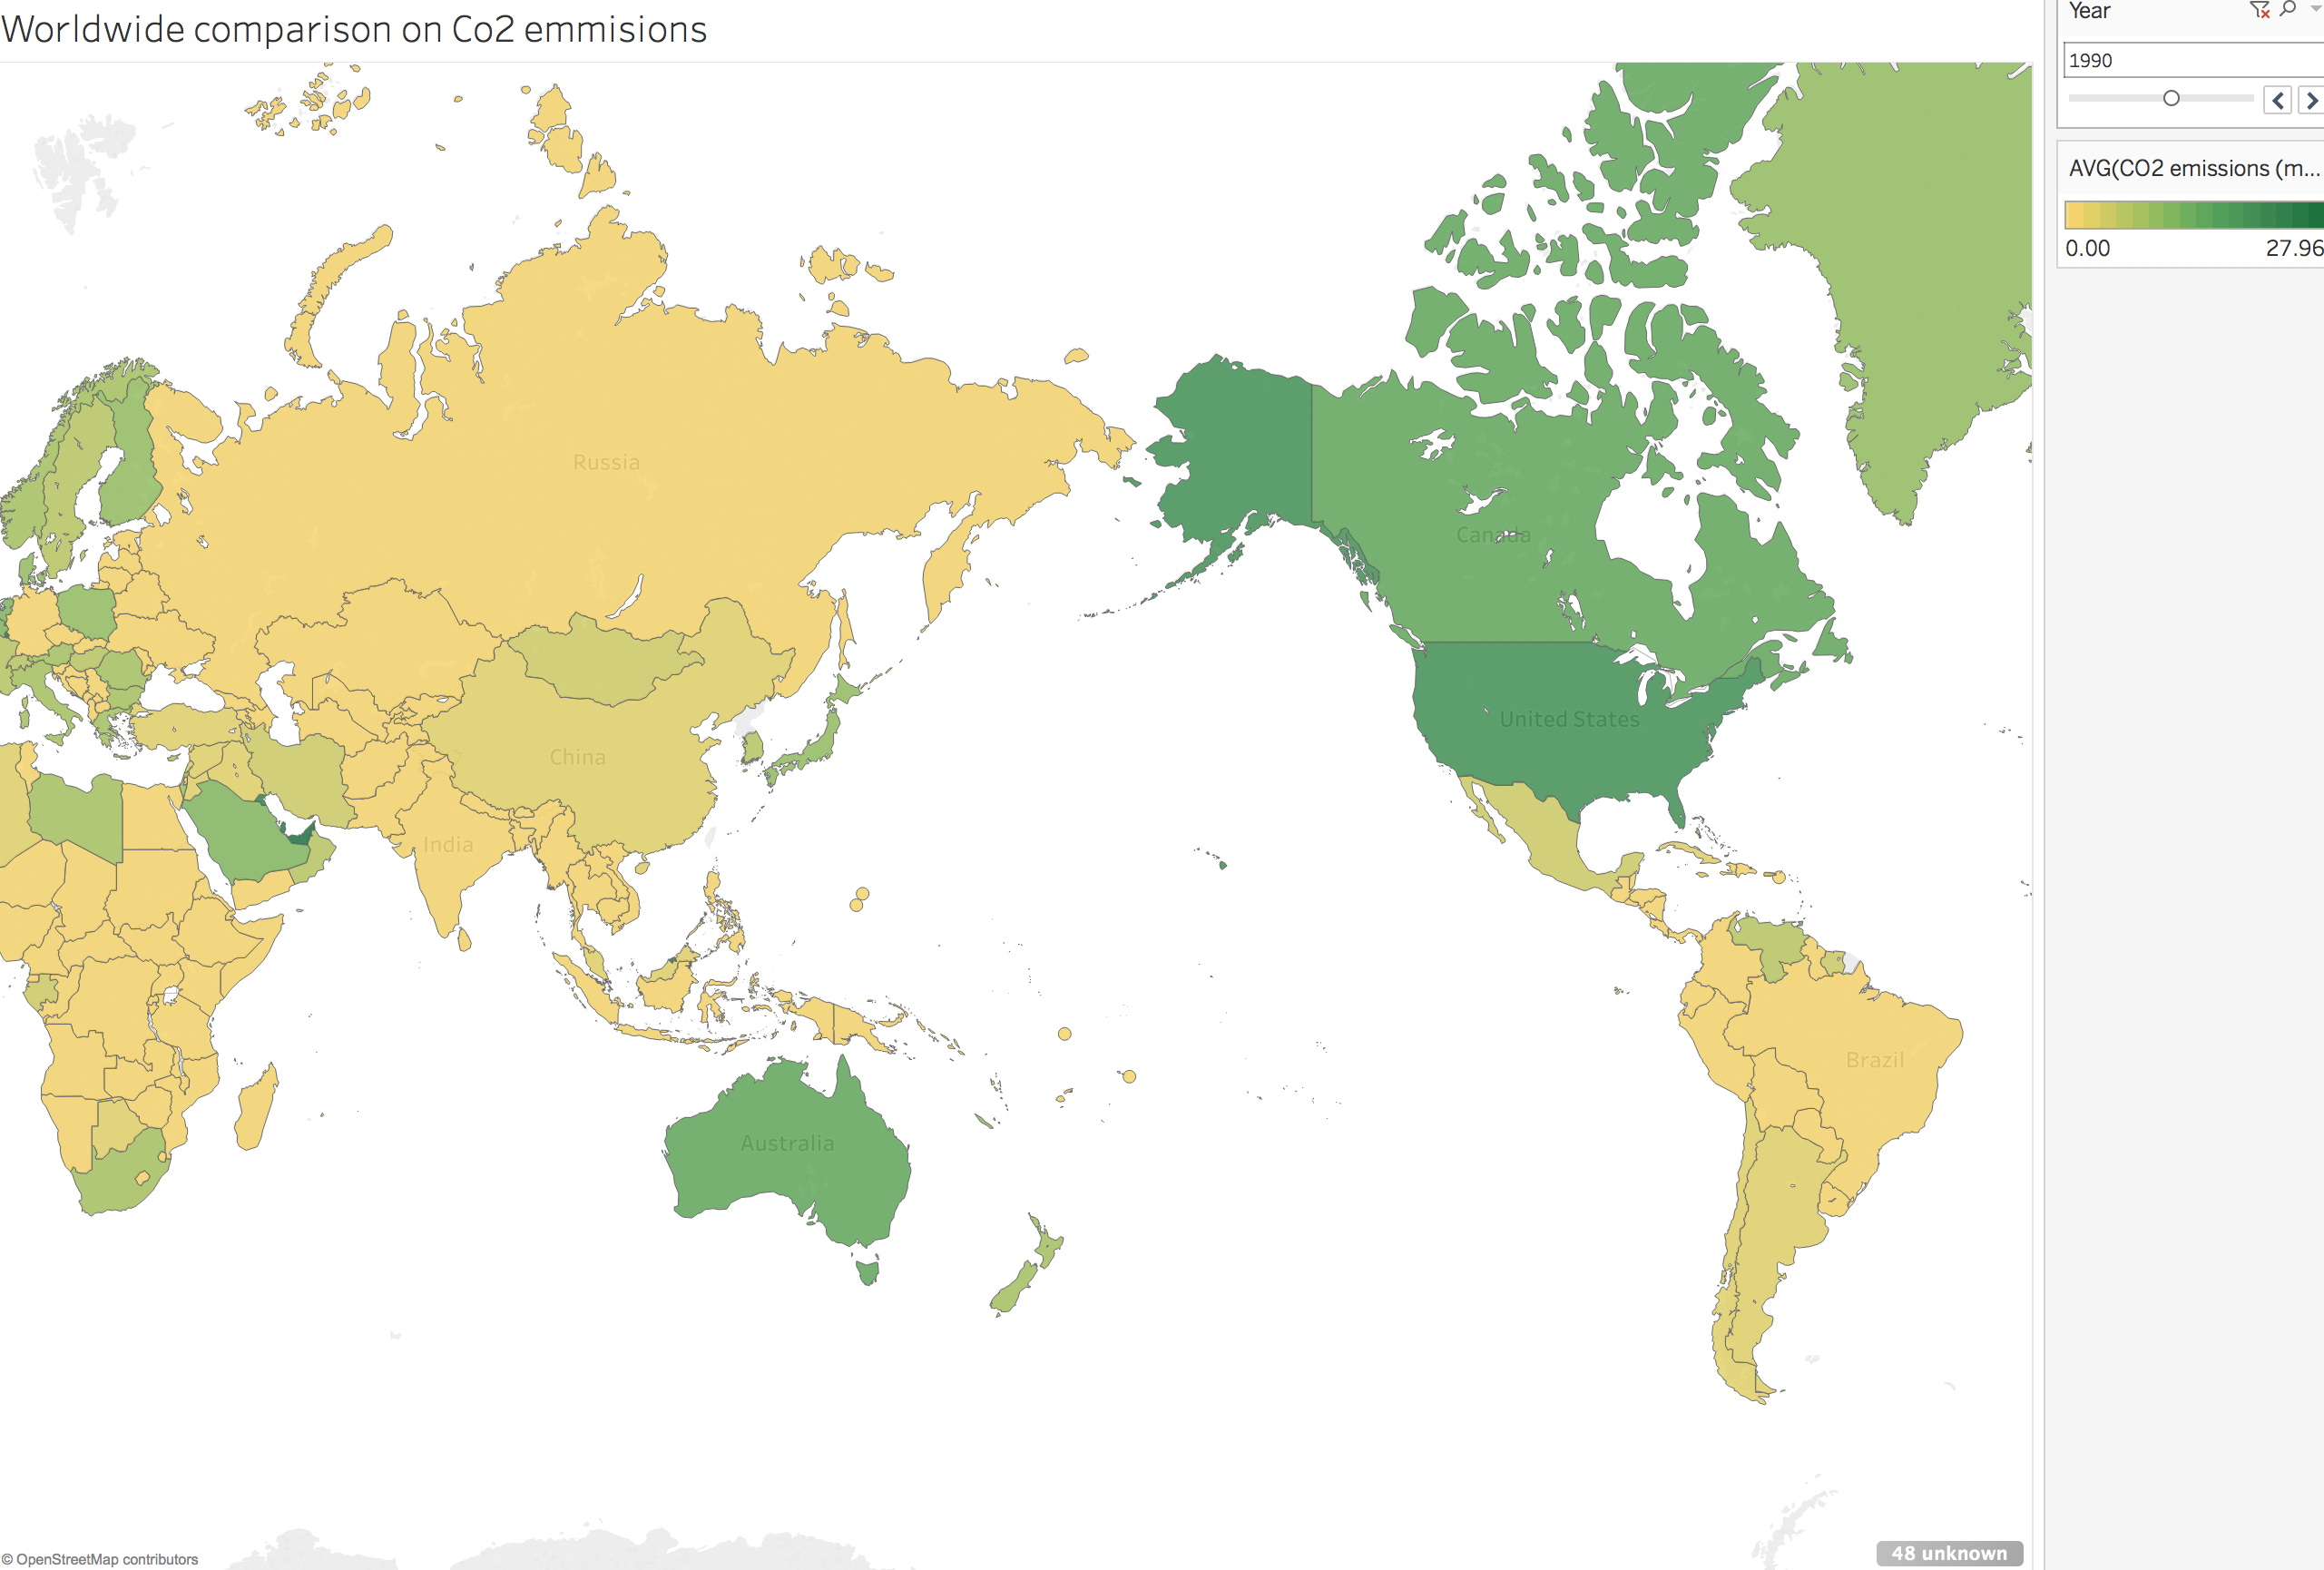 Worldwide comparison on Co2 emmisions
Year
1990
AVG(CO2 emissions (m...
0.00
27.96
Russia
Canada
United States
China
India
Brazil
Australia
© OpenStreetMap contributors
48 unknown